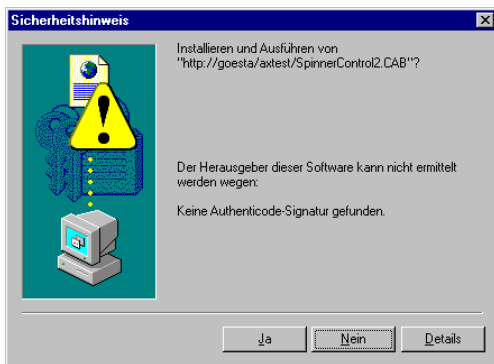 Sicherheitshinweis
Installieren und Ausführen von
"http://goesta/axtest/SpinnerControl2.CAB"?
Der Herausgeber dieser Software kann nicht ermittelt
werden wegen:
Keine Authenticode-Signatur gefunden.
Ja
Nein
Details